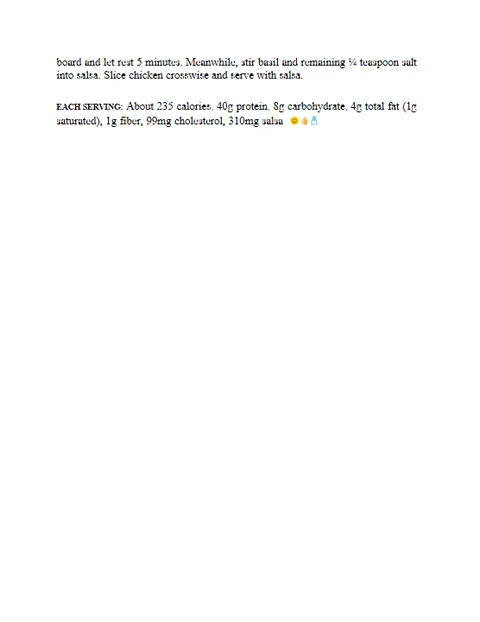 board and let rest 5 minutes. Meanwhile, stir basil and remaining ¼ teaspoon salt
into salsa. Slice chicken crosswise and serve with salsa.
EACH SERVING: About 235 calories, 40g protein, 8g carbohydrate, 4g total fat (1g
saturated), 1g fiber, 99mg cholesterol, 310mg salsa